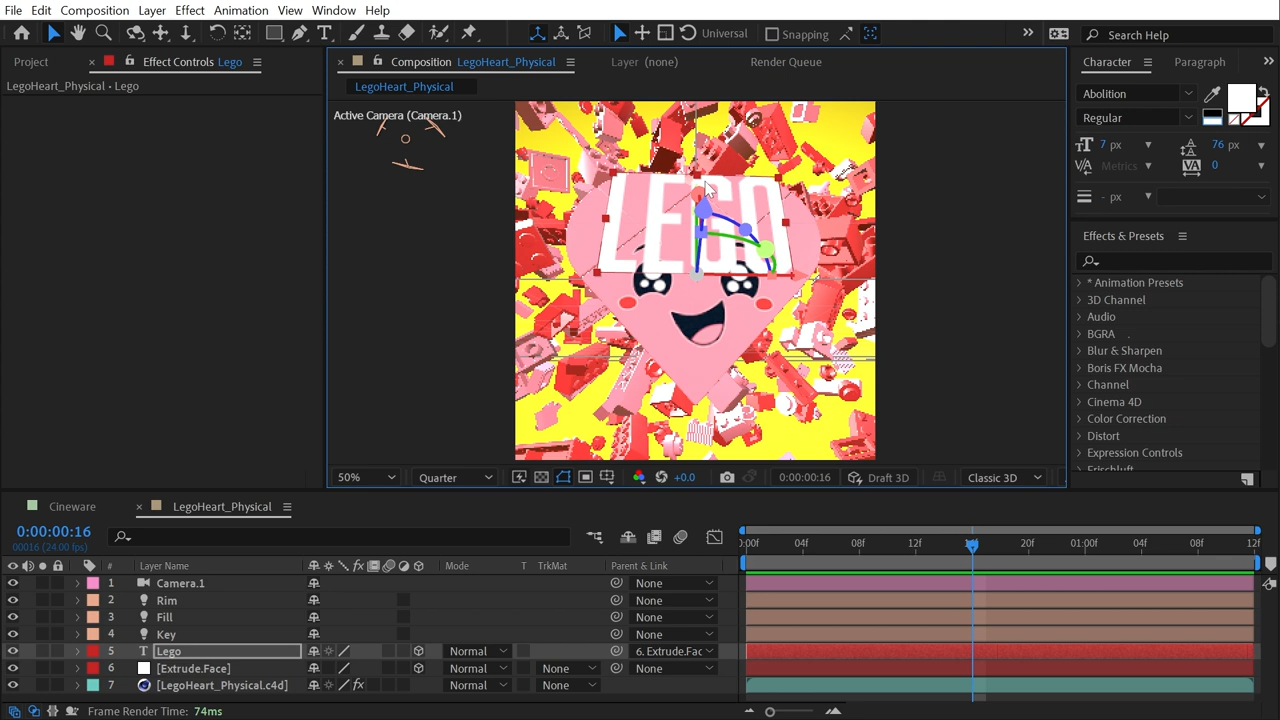 File Edit Composition Layer Effect Animation View Window Help
Universal Snapping Search Help
Project Effect Controls Lego Composition LegoHeart_Physical Layer (none) Render Queue Character Paragraph
LegoHeart_Physical • Lego LegoHeart_Physical
Active Camera (Camera.1)
LEGO
Abolition
Regular
7 px 76 px
Metrics 0
- px
Effects & Presets
* Animation Presets
3D Channel
Audio
BGRA
Blur & Sharpen
Boris FX Mocha
Channel
Cinema 4D
Color Correction
Distort
Expression Controls
Frischluft
50% Quarter +0.0 0:00:00:16 Draft 3D Classic 3D
Cineware LegoHeart_Physical
0:00:00:16
00016 (24.00 fps)
:00f 04f 08f 12f 20f 01:00f 04f 08f 12f
# Layer Name Mode T TrkMat Parent & Link
1 Camera.1 None
2 Rim None
3 Fill None
4 Key None
5 Lego Normal 6. Extrude.Fac
6 [Extrude.Face] Normal None None
7 [LegoHeart_Physical.c4d] Normal None None
Frame Render Time: 74ms